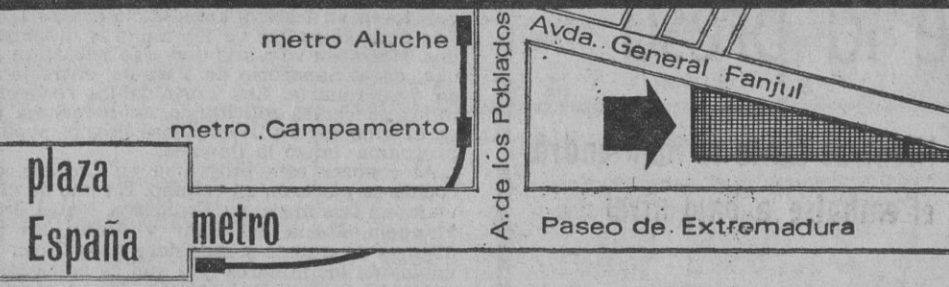 metro Aluche
metro Campamento
plaza
España
metro
A. de los Poblados
Avda. General Fanjul
Paseo de Extremadura